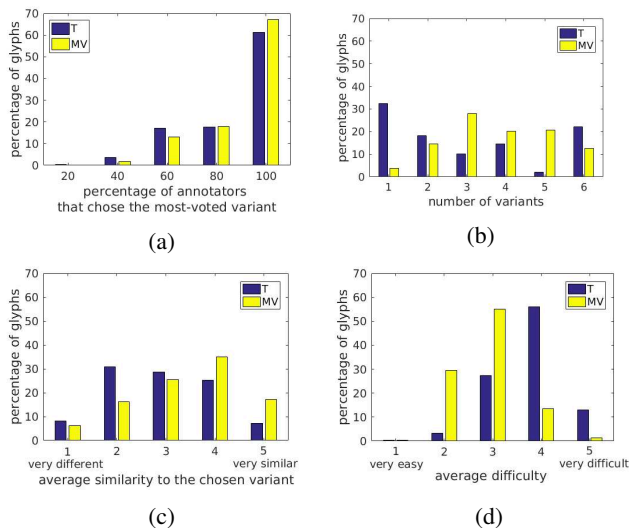 70
60
50
40
30
20
10
0
T
MV
percentage of glyphs
20 40 60 80 100
percentage of annotators
that chose the most-voted variant
(a)
70
60
50
40
30
20
10
0
T
MV
percentage of glyphs
1 2 3 4 5 6
number of variants
(b)
70
60
50
40
30
20
10
0
T
MV
percentage of glyphs
1 2 3 4 5
very different very similar
average similarity to the chosen variant
(c)
70
60
50
40
30
20
10
0
T
MV
percentage of glyphs
1 2 3 4 5
very easy very difficult
average difficulty
(d)